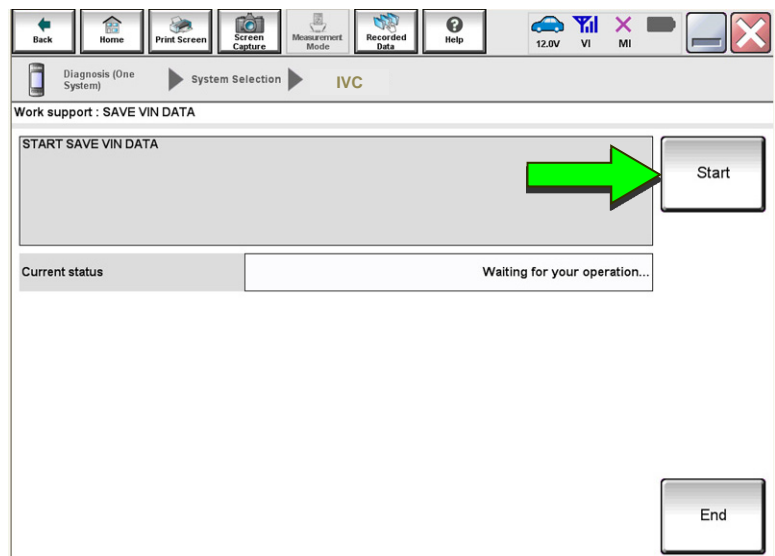 Back
Home
Print Screen
Screen
Capture
Measurement
Mode
Recorded
Data
Help
12.0V
VI
MI
Diagnosis (One
System)
System Selection
IVC
Work support : SAVE VIN DATA
START SAVE VIN DATA
Start
Current status
Waiting for your operation...
End